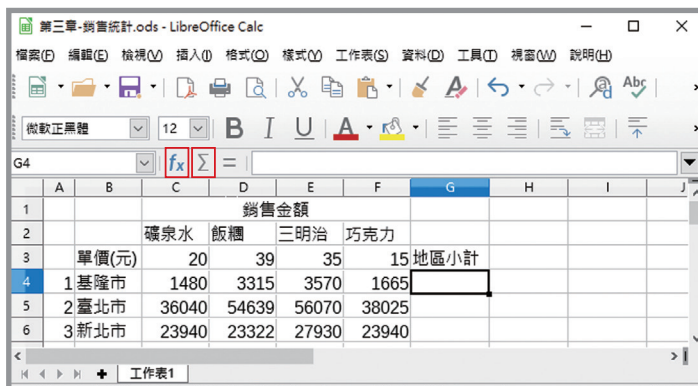 第三章-銷售統計.ods - LibreOffice Calc
檔案(F) 編輯(E) 檢視(V) 插入(I) 格式(O) 樣式(Y) 工作表(S) 資料(D) 工具(T) 視窗(W) 說明(H)
Abc
微軟正黑體 12 B I U A
G4 fx Σ =
A B C D E F G H I J
1 銷售金額
2 礦泉水 飯糰 三明治 巧克力
3 單價(元) 20 39 35 15 地區小計
4 1 基隆市 1480 3315 3570 1665
5 2 臺北市 36040 54639 56070 38025
6 3 新北市 23940 23322 27930 23940
工作表1